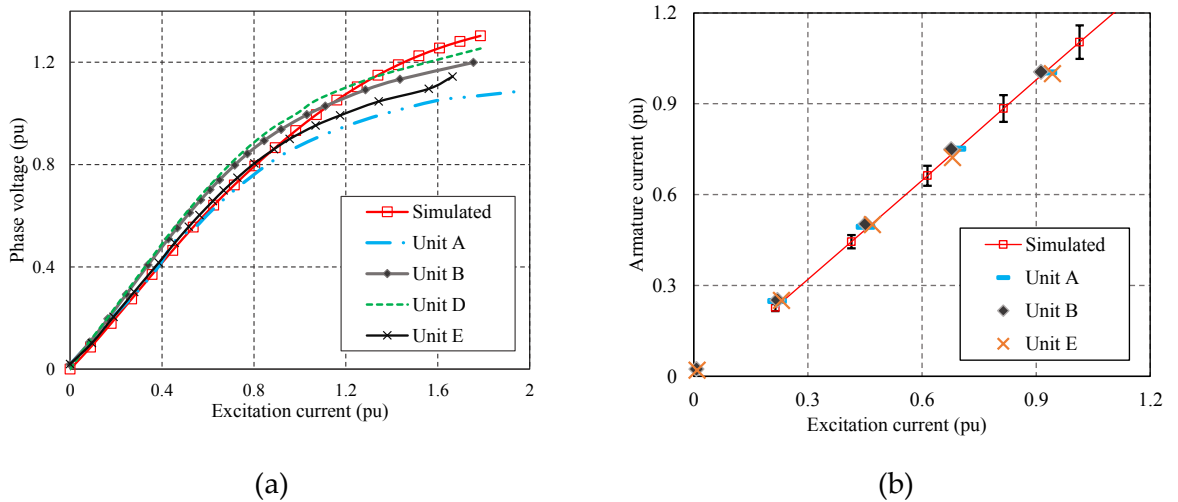 Phase voltage (pu)
1.2
0.8
0.4
0
Simulated
Unit A
Unit B
Unit D
Unit E
0
0.4
0.8
1.2
1.6
2
Excitation current (pu)
(a)
Armature current (pu)
1.2
0.9
0.6
0.3
0
Simulated
Unit A
Unit B
Unit E
0
0.3
0.6
0.9
1.2
Excitation current (pu)
(b)